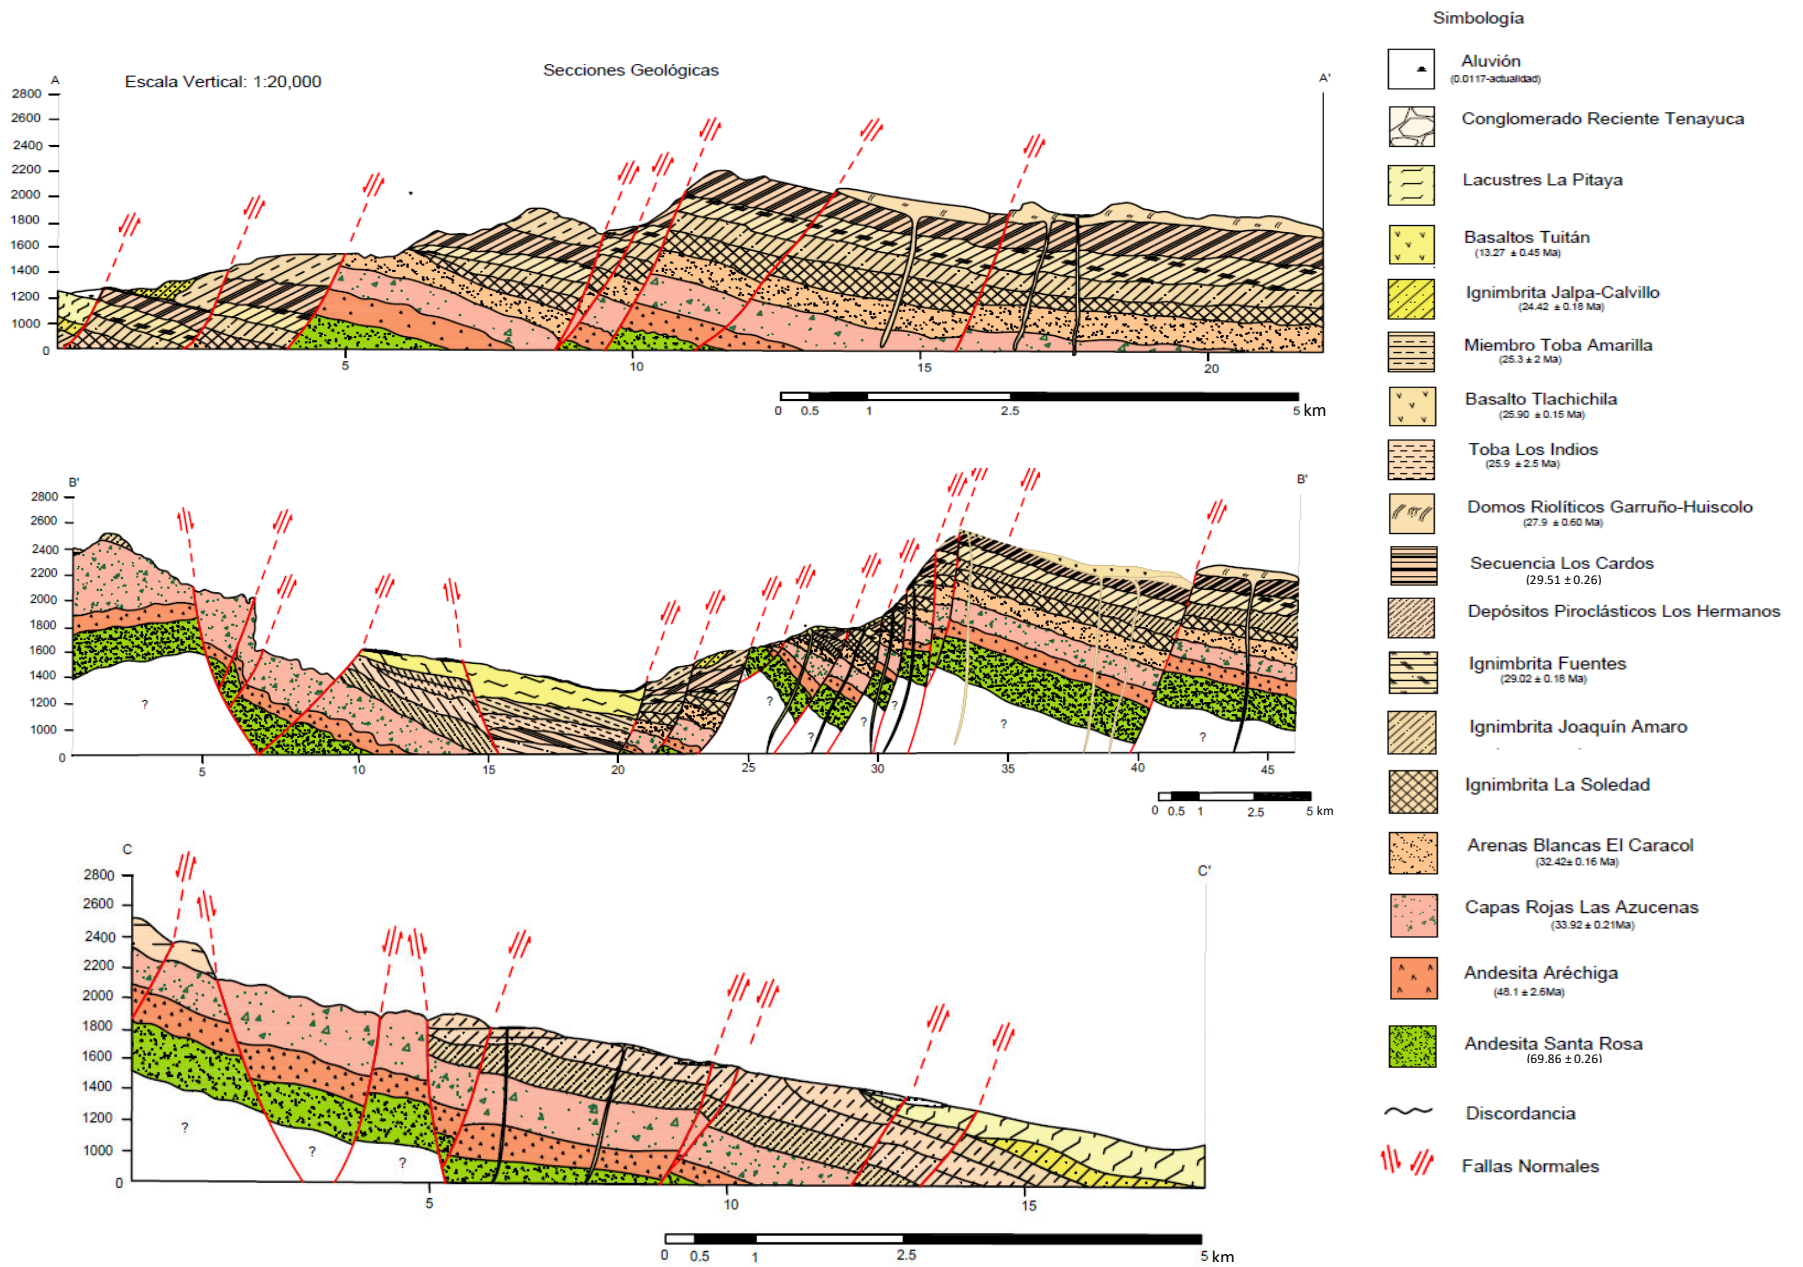 Simbología
Secciones Geológicas
Escala Vertical: 1:20,000
A
A'
2800
2600
2400
2200
2000
1800
1600
1400
1200
1000
0
5
10
15
20
0 0.5 1 2.5 5 km
B'
B'
2800
2600
2400
2200
2000
1800
1600
1400
1200
1000
0
?
?
?
?
?
?
?
5
10
15
20
25
30
35
40
45
0 0.5 1 2.5 5 km
C
C'
2800
2600
2400
2200
2000
1800
1600
1400
1200
1000
0
?
?
?
5
10
15
0 0.5 1 2.5 5 km
Aluvión
(0.0117-actualidad)
Conglomerado Reciente Tenayuca
Lacustres La Pitaya
Basaltos Tuitán
(13.27 ± 0.45 Ma)
Ignimbrita Jalpa-Calvillo
(24.42 ± 0.18 Ma)
Miembro Toba Amarilla
(25.3 ± 2 Ma)
Basalto Tlachichila
(25.90 ± 0.15 Ma)
Toba Los Indios
(25.9 ± 2.5 Ma)
Domos Riolíticos Garruño-Huiscolo
(27.9 ± 0.60 Ma)
Secuencia Los Cardos
(29.51 ± 0.26)
Depósitos Piroclásticos Los Hermanos
Ignimbrita Fuentes
(29.02 ± 0.18 Ma)
Ignimbrita Joaquín Amaro
Ignimbrita La Soledad
Arenas Blancas El Caracol
(32.42± 0.16 Ma)
Capas Rojas Las Azucenas
(33.92 ± 0.21Ma)
Andesita Aréchiga
(48.1 ± 2.6Ma)
Andesita Santa Rosa
(69.86 ± 0.26)
Discordancia
Fallas Normales